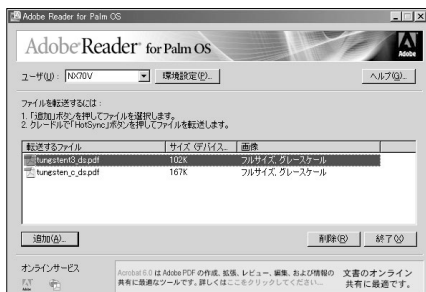 Adobe Reader for Palm OS
Adobe Reader for Palm OS
Adobe
ユーザ(U): NX70V 環境設定(P)... ヘルプ(Q)...
ファイルを転送するには:
1. 「追加」ボタンを押してファイルを選択します。
2. クレードルで「HotSync」ボタンを押してファイルを転送します。
転送するファイル サイズ (デバイス... 画像
tungstent3_ds.pdf 102K フルサイズ, グレースケール
tungsten_c_ds.pdf 167K フルサイズ, グレースケール
追加(A)... 削除(R) 終了(X)
オンラインサービス
Acrobat 6.0 は Adobe PDF の作成, 拡張, レビュー, 編集, および情報の
共有に最適なツールです。詳しくはここをクリックしてください...
文書のオンライン
共有に最適です。